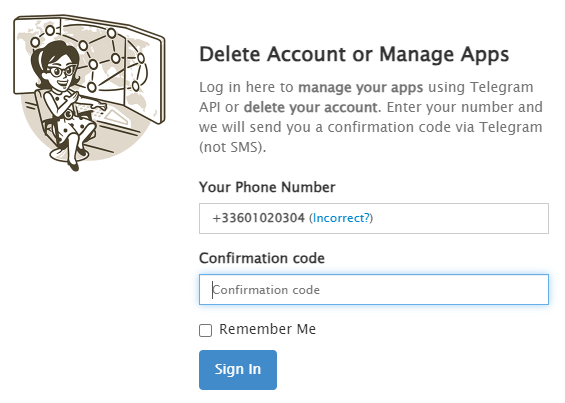 Delete Account or Manage Apps
Log in here to manage your apps using Telegram
API or delete your account. Enter your number and
we will send you a confirmation code via Telegram
(not SMS).
Your Phone Number
+33601020304 (Incorrect?)
Confirmation code
Confirmation code
Remember Me
Sign In